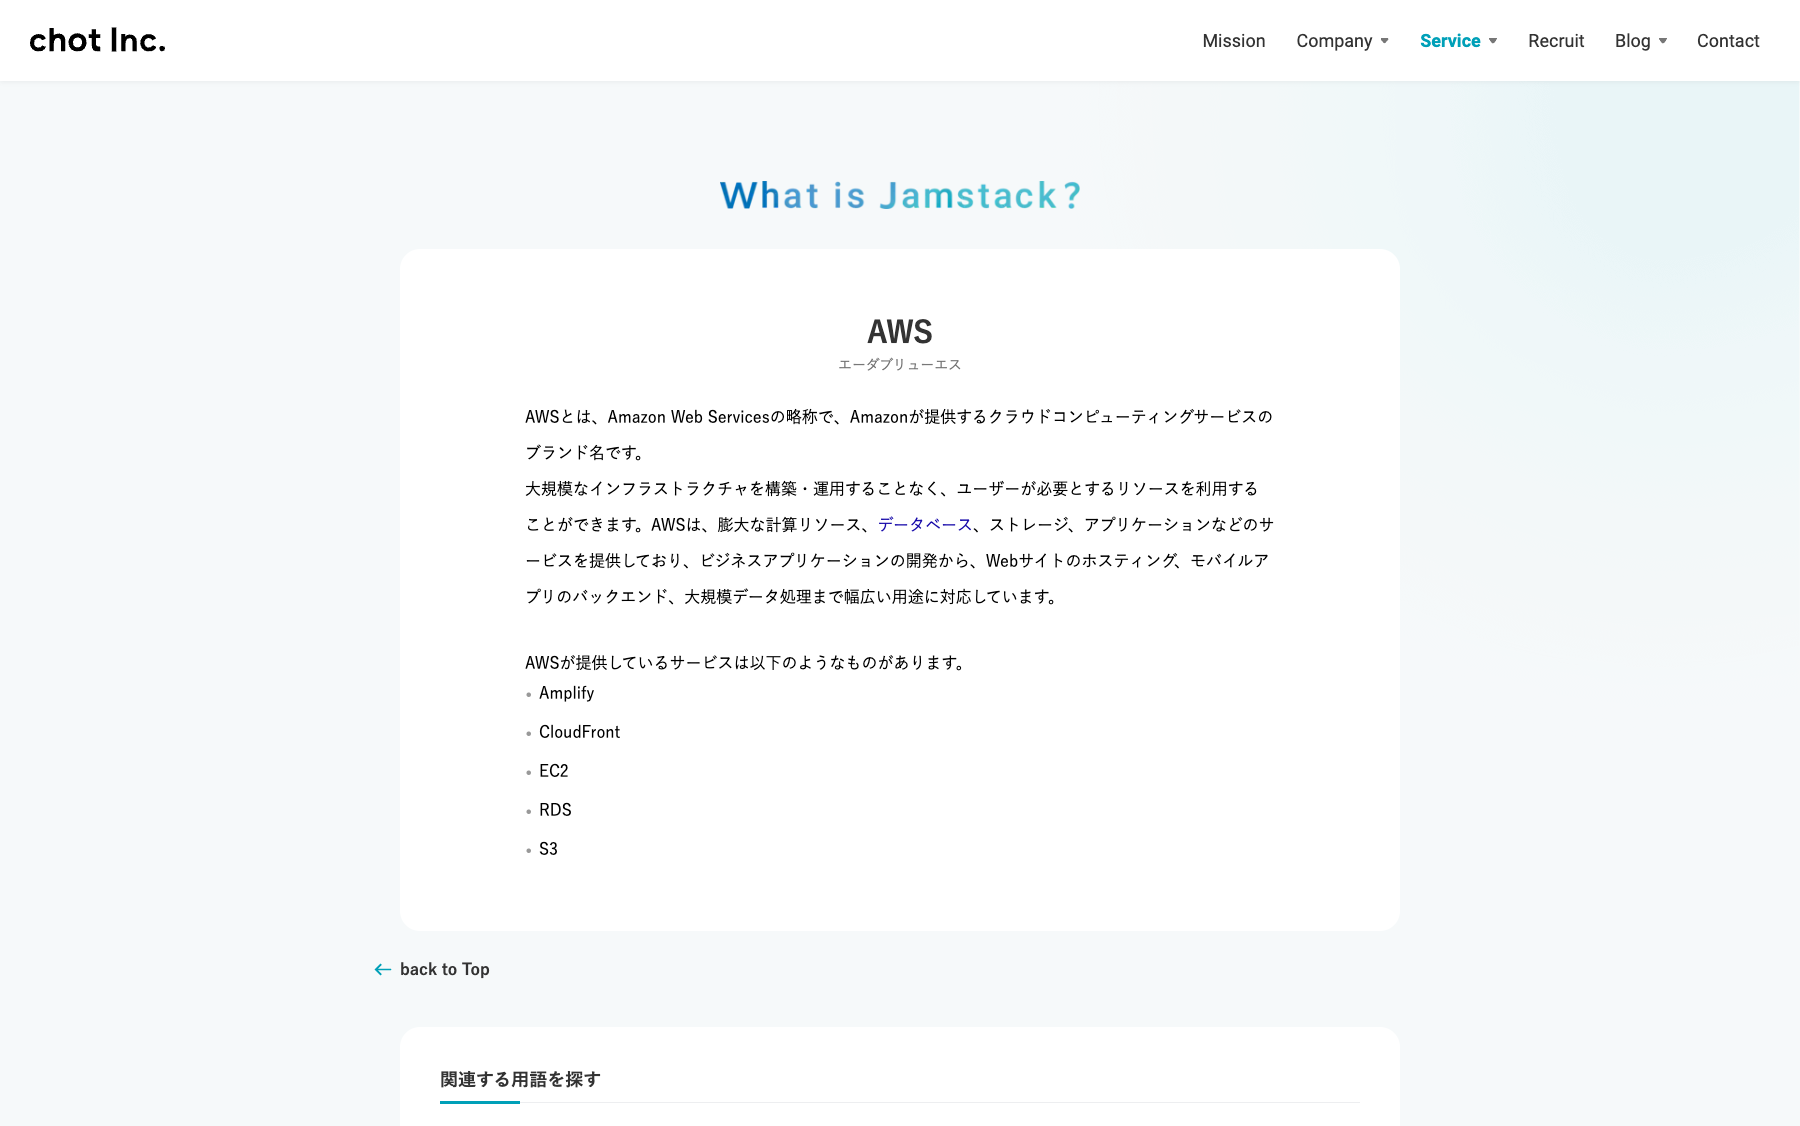 chot Inc.
Mission Company Service Recruit Blog Contact
What is Jamstack?
AWS
エーダブリューエス
AWSとは、Amazon Web Servicesの略称で、Amazonが提供するクラウドコンピューティングサービスの
ブランド名です。
大規模なインフラストラクチャを構築・運用することなく、ユーザーが必要とするリソースを利用する
ことができます。AWSは、膨大な計算リソース、データベース、ストレージ、アプリケーションなどのサ
ービスを提供しており、ビジネスアプリケーションの開発から、Webサイトのホスティング、モバイルア
プリのバックエンド、大規模データ処理まで幅広い用途に対応しています。
AWSが提供しているサービスは以下のようなものがあります。
• Amplify
• CloudFront
• EC2
• RDS
• S3
← back to Top
関連する用語を探す